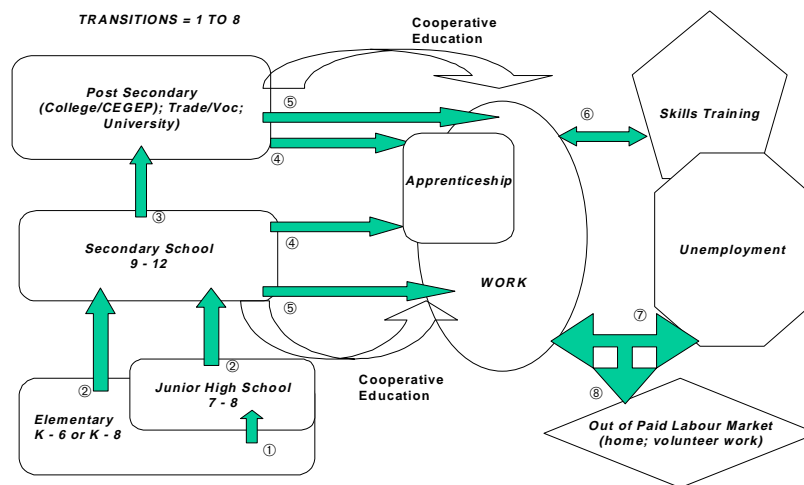 TRANSITIONS = 1 TO 8
Cooperative
Education
Post Secondary
(College/CEGEP); Trade/Voc;
University)
⑤
④
Apprenticeship
⑥
Skills Training
③
Secondary School
9 - 12
④
⑤
WORK
Unemployment
⑦
②
②
Junior High School
7 - 8
Elementary
K - 6 or K - 8
①
Cooperative
Education
⑧
Out of Paid Labour Market
(home; volunteer work)